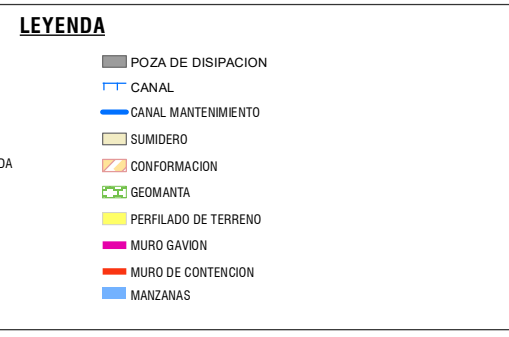 LEYENDA
POZA DE DISIPACION
CANAL
CANAL MANTENIMIENTO
SUMIDERO
DA
CONFORMACION
GEOMANTA
PERFILADO DE TERRENO
MURO GAVION
MURO DE CONTENCION
MANZANAS